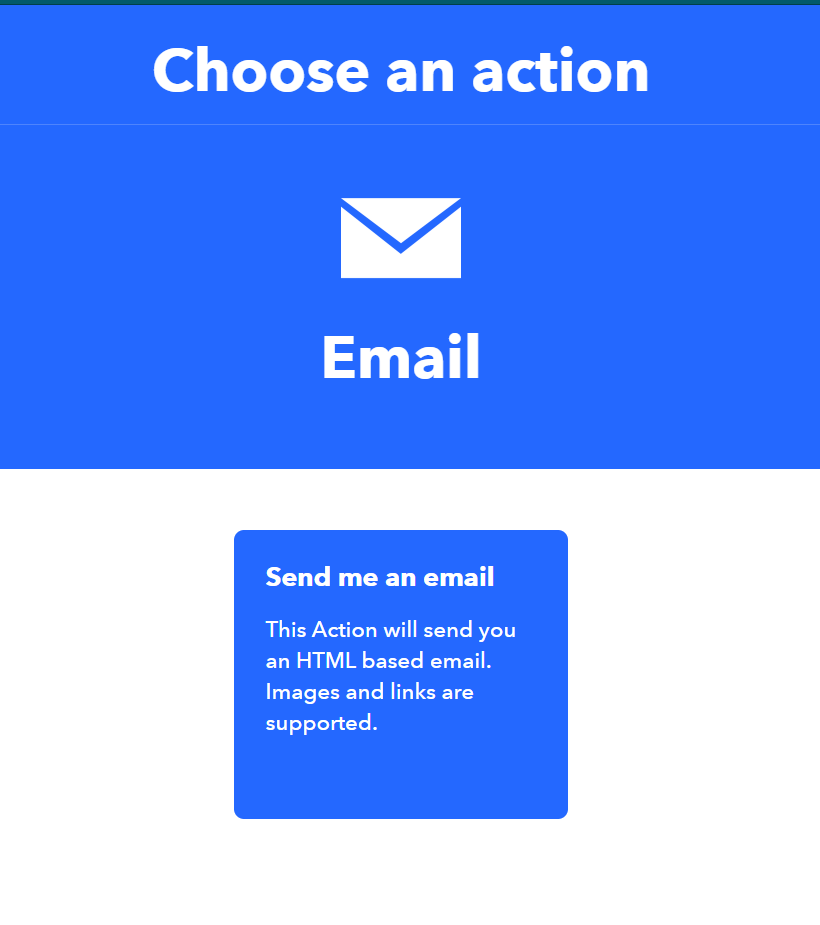 Choose an action
Email
Send me an email
This Action will send you
an HTML based email.
Images and links are
supported.